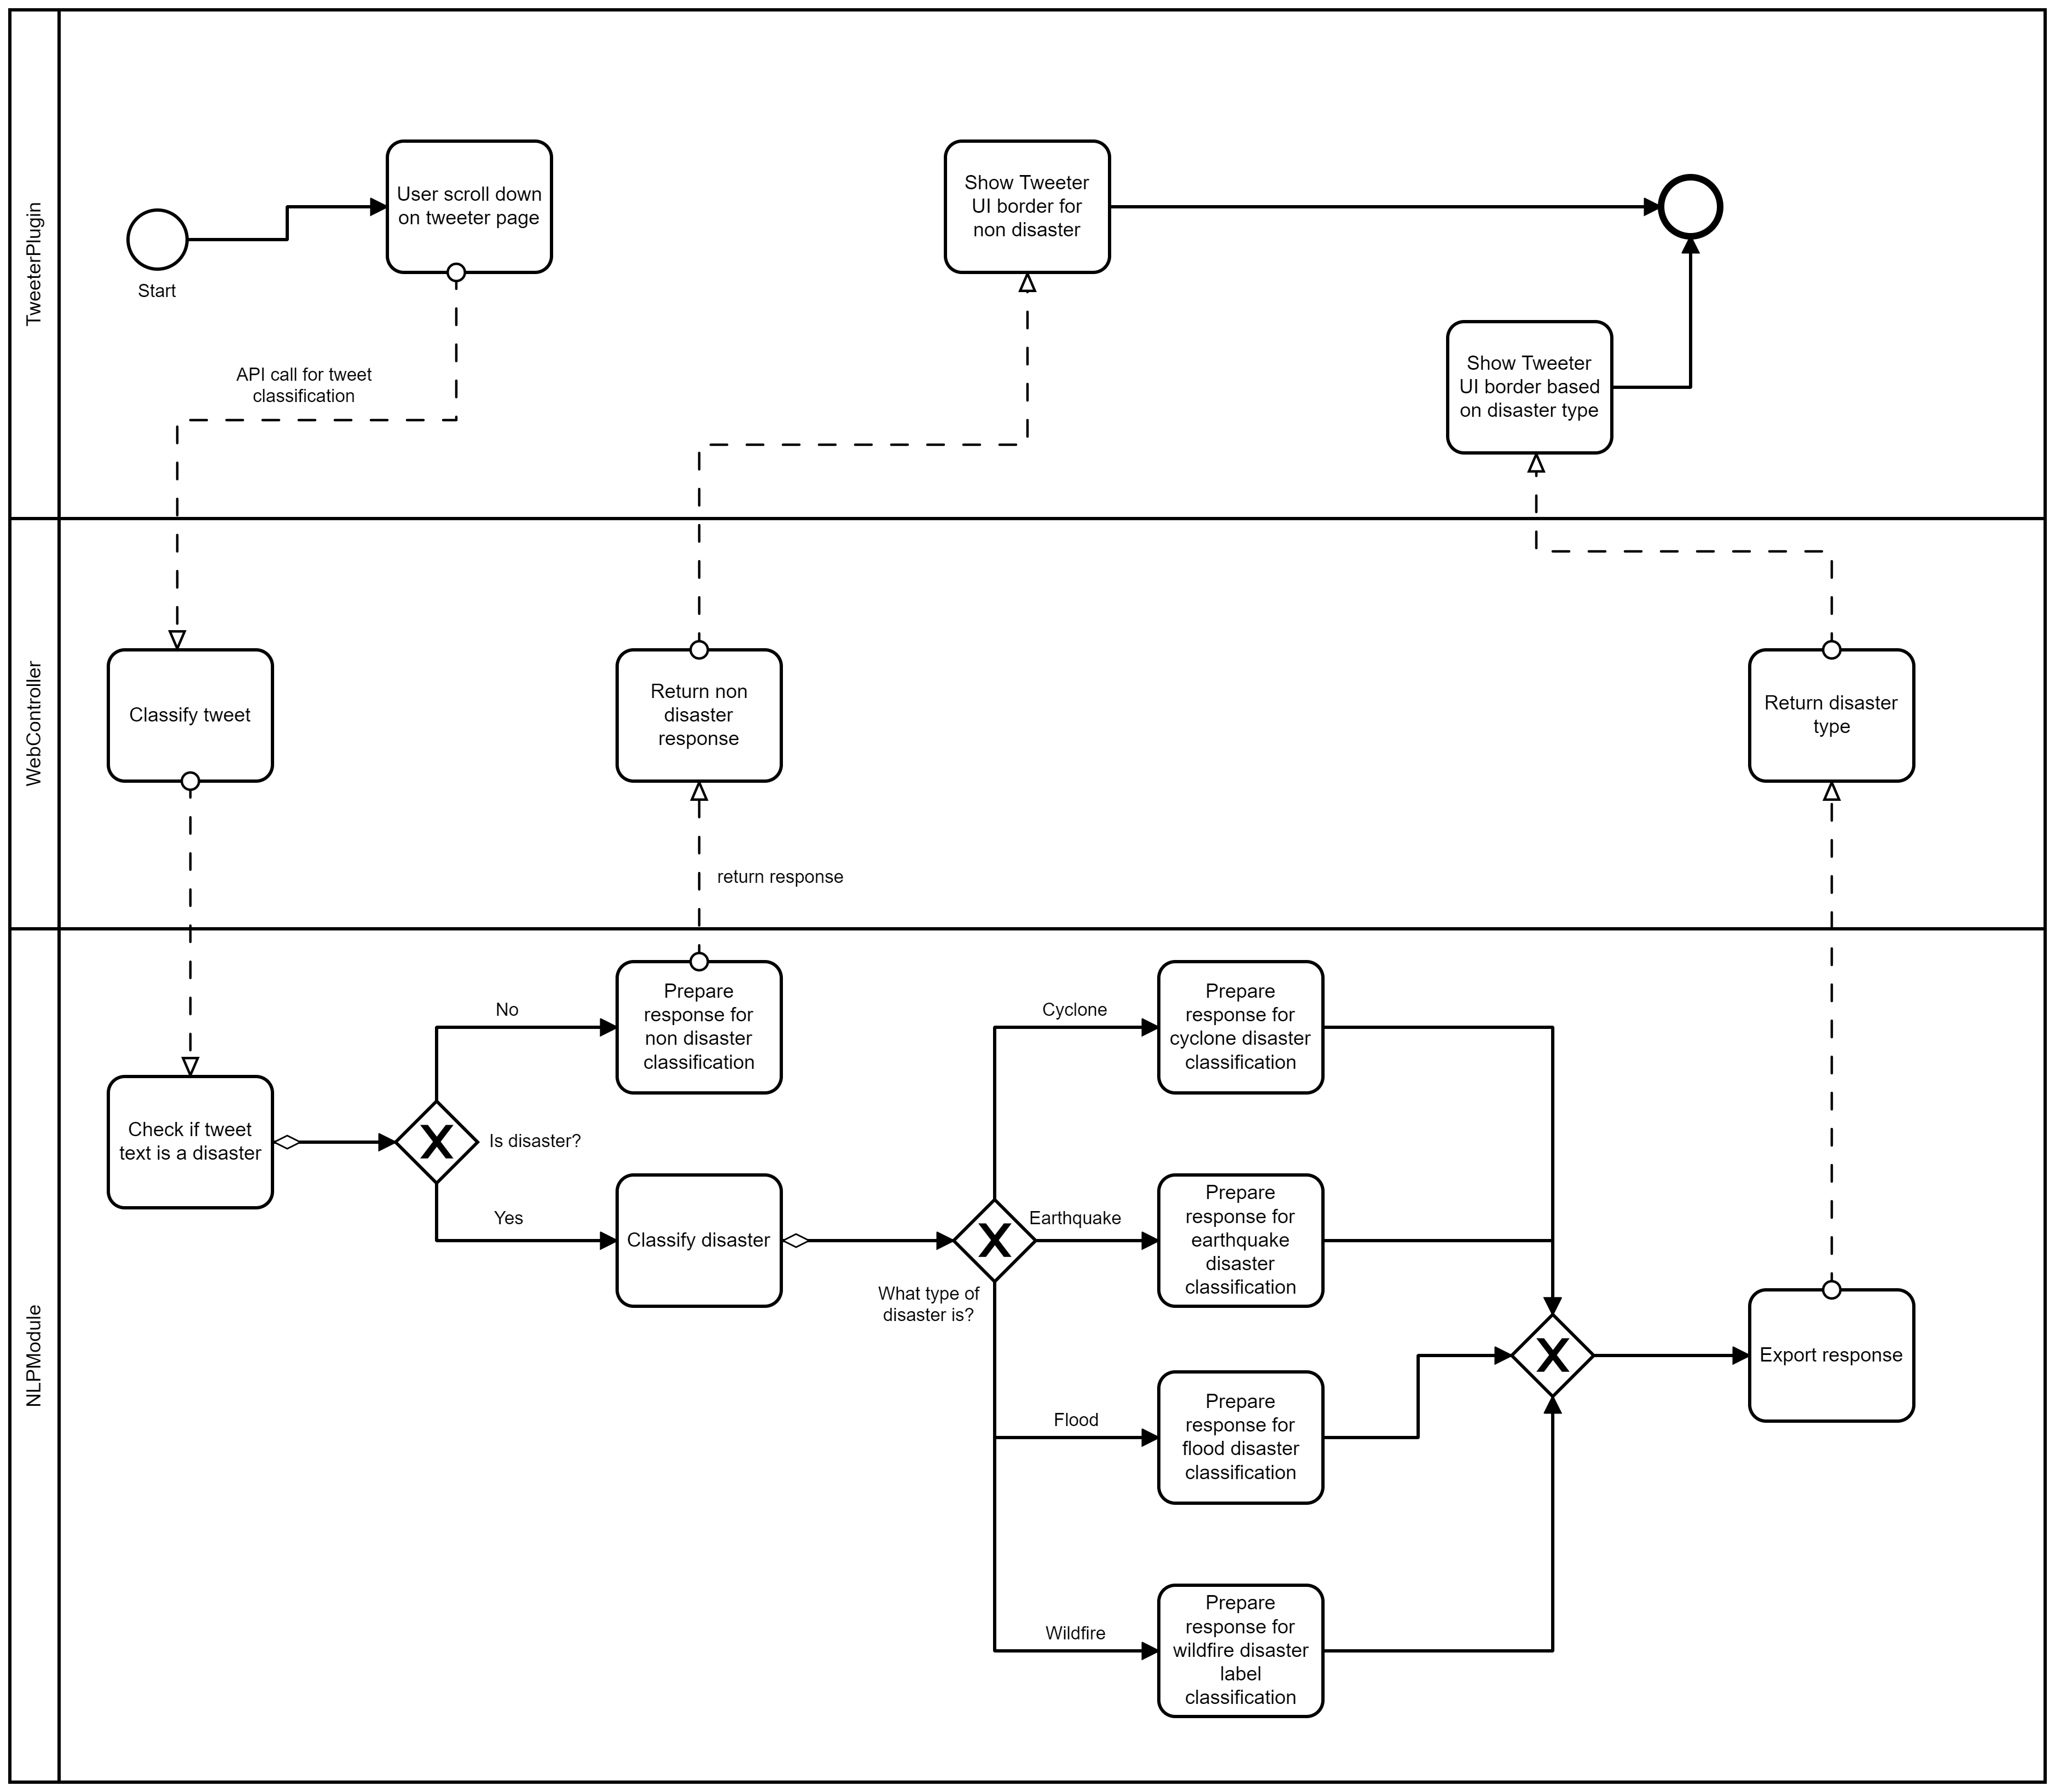 TweeterPlugin
Start
User scroll down
on tweeter page
API call for tweet
classification
Show Tweeter
UI border for
non disaster
Show Tweeter
UI border based
on disaster type
WebController
Classify tweet
Return non
disaster
response
Return disaster
type
return response
NLPModule
Check if tweet
text is a disaster
Is disaster?
No
Prepare
response for
non disaster
classification
Yes
Classify disaster
What type of
disaster is?
Cyclone
Prepare
response for
cyclone disaster
classification
Earthquake
Prepare
response for
earthquake
disaster
classification
Flood
Prepare
response for
flood disaster
classification
Wildfire
Prepare
response for
wildfire disaster
label
classification
Export response